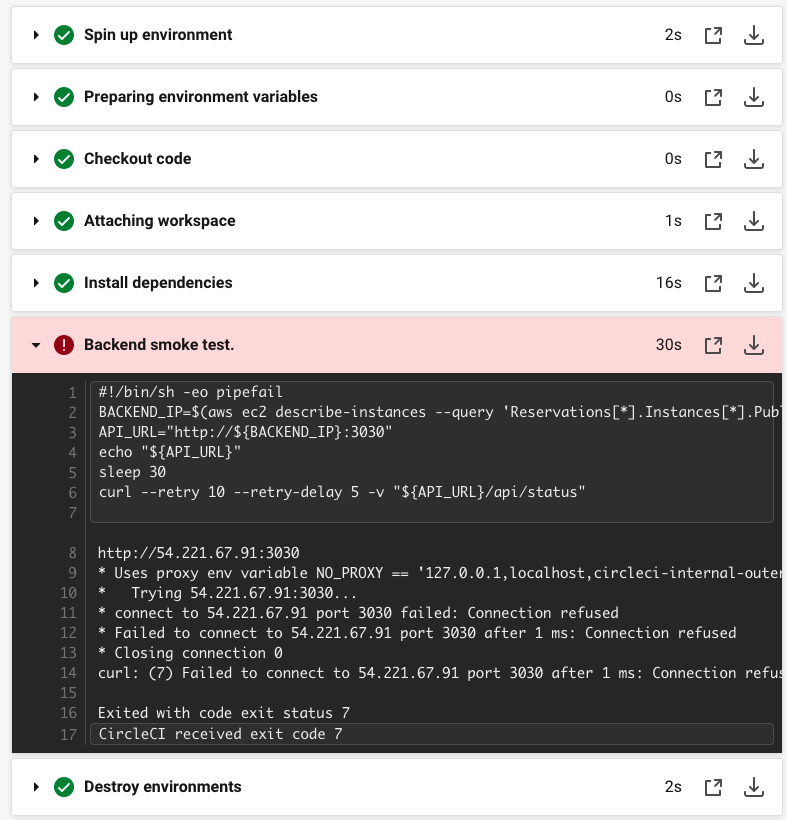 Spin up environment 2s
Preparing environment variables 0s
Checkout code 0s
Attaching workspace 1s
Install dependencies 16s
Backend smoke test. 30s
1 #!/bin/sh -eo pipefail
2 BACKEND_IP=$(aws ec2 describe-instances --query 'Reservations[*].Instances[*].Publ
3 API_URL="http://${BACKEND_IP}:3030"
4 echo "${API_URL}"
5 sleep 30
6 curl --retry 10 --retry-delay 5 -v "${API_URL}/api/status"
7
8 http://54.221.67.91:3030
9 * Uses proxy env variable NO_PROXY == '127.0.0.1,localhost,circleci-internal-outer
10 *   Trying 54.221.67.91:3030...
11 * connect to 54.221.67.91 port 3030 failed: Connection refused
12 * Failed to connect to 54.221.67.91 port 3030 after 1 ms: Connection refused
13 * Closing connection 0
14 curl: (7) Failed to connect to 54.221.67.91 port 3030 after 1 ms: Connection refus
15
16 Exited with code exit status 7
17 CircleCI received exit code 7
Destroy environments 2s